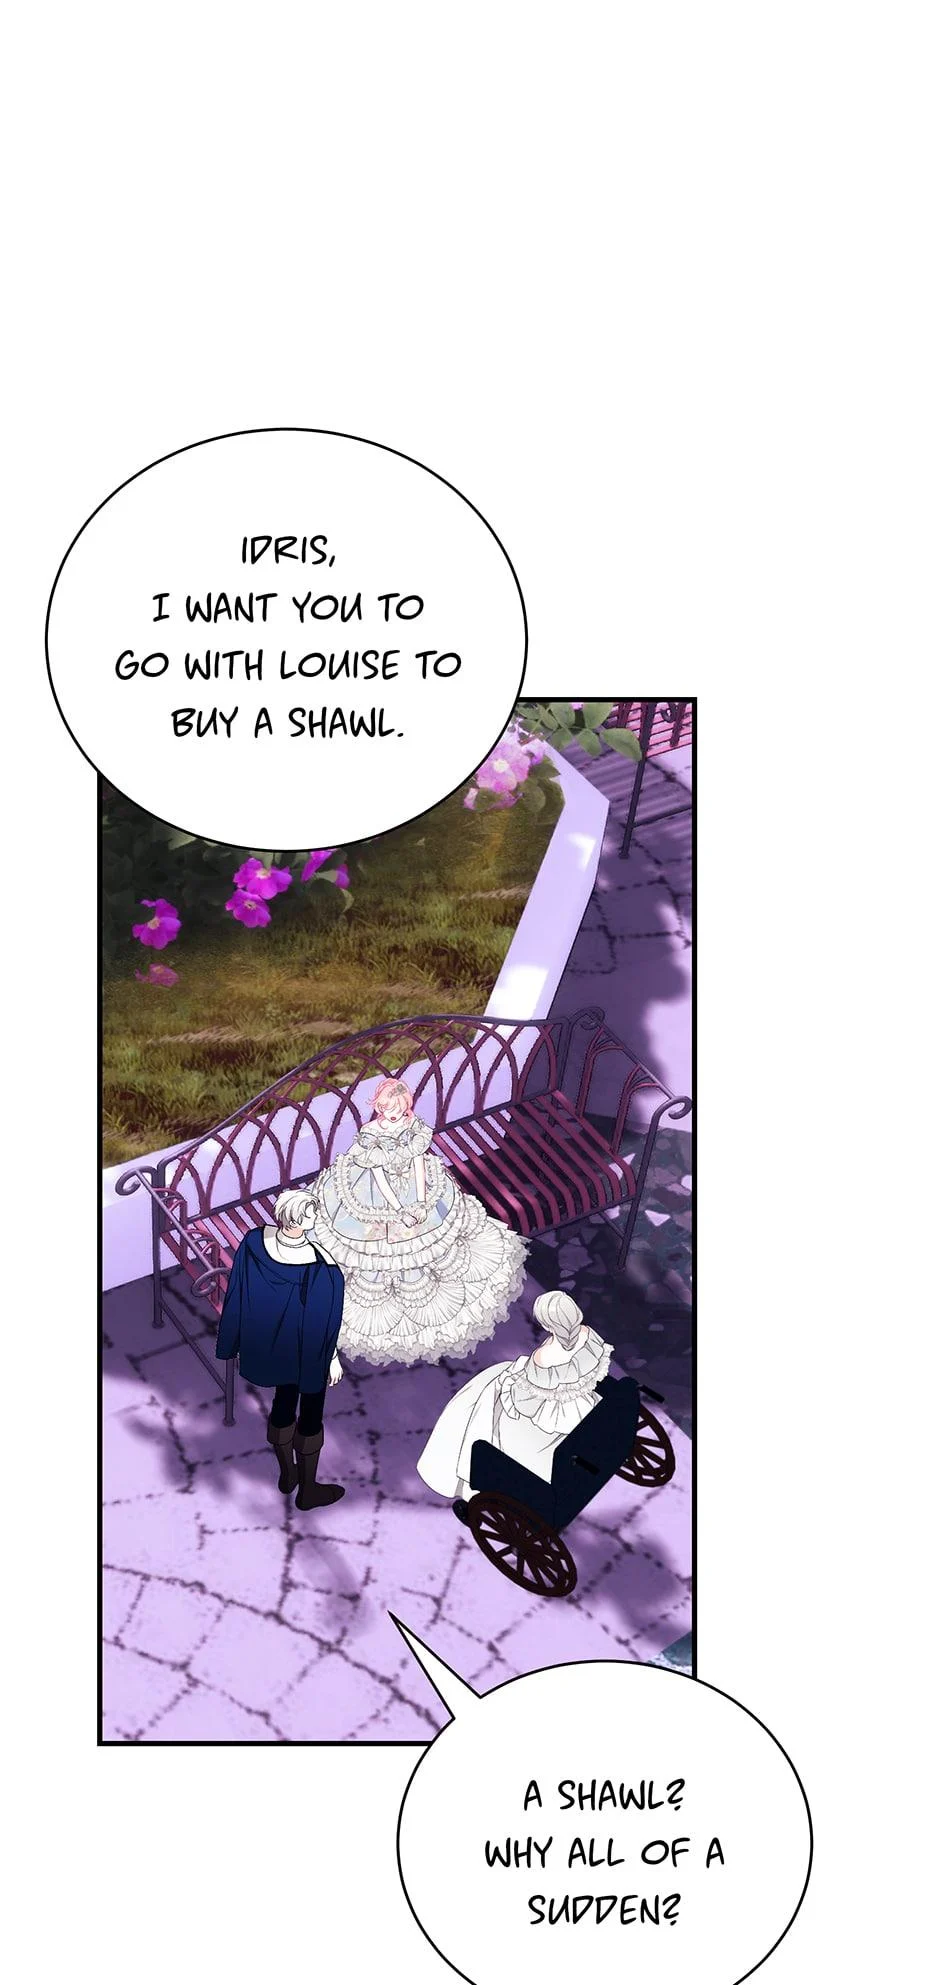 IDRIS,
I WANT YOU TO
GO WITH LOUISE TO
BUY A SHAWL.
A SHAWL?
WHY ALL OF A
SUDDEN?